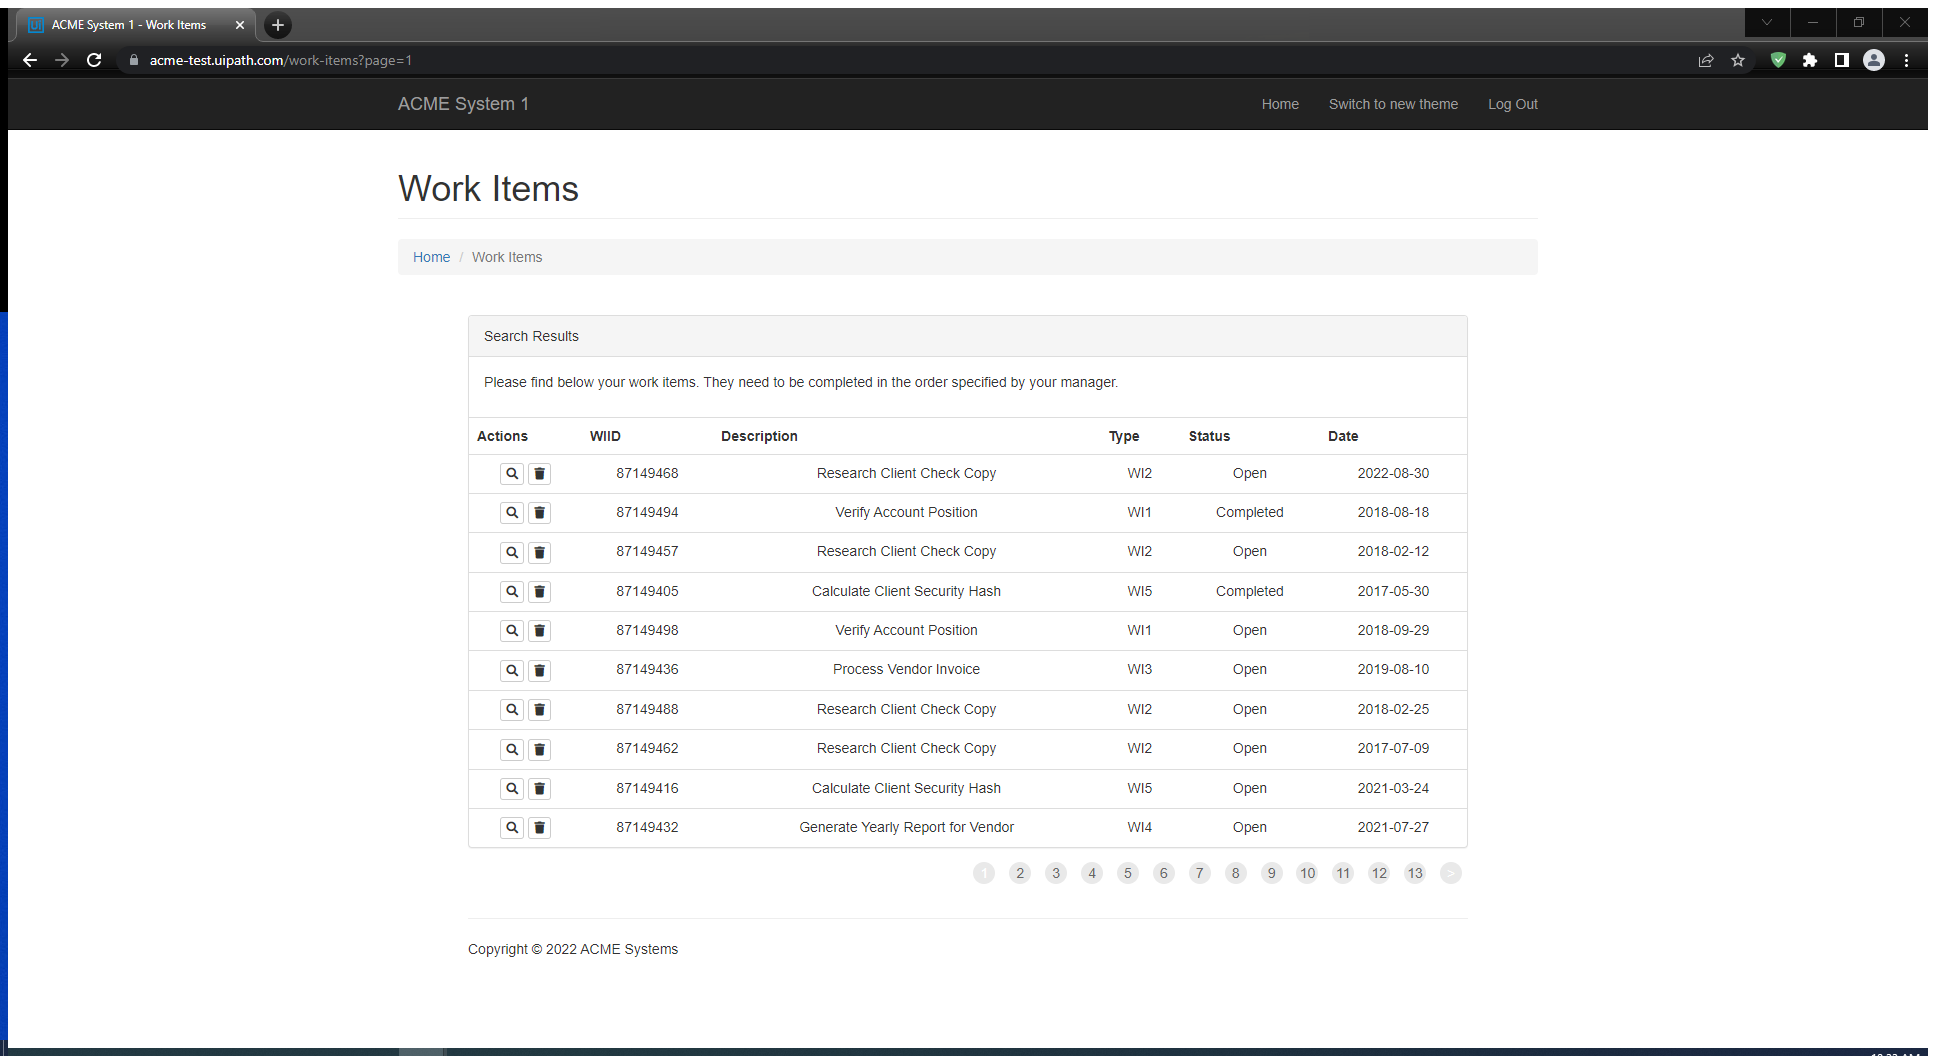 ACME System 1 - Work Items
acme-test.uipath.com/work-items?page=1
ACME System 1 Home Switch to new theme Log Out
Work Items
Home / Work Items
Search Results
Please find below your work items. They need to be completed in the order specified by your manager.
Actions WIID Description Type Status Date
87149468 Research Client Check Copy WI2 Open 2022-08-30
87149494 Verify Account Position WI1 Completed 2018-08-18
87149457 Research Client Check Copy WI2 Open 2018-02-12
87149405 Calculate Client Security Hash WI5 Completed 2017-05-30
87149498 Verify Account Position WI1 Open 2018-09-29
87149436 Process Vendor Invoice WI3 Open 2019-08-10
87149488 Research Client Check Copy WI2 Open 2018-02-25
87149462 Research Client Check Copy WI2 Open 2017-07-09
87149416 Calculate Client Security Hash WI5 Open 2021-03-24
87149432 Generate Yearly Report for Vendor WI4 Open 2021-07-27
1 2 3 4 5 6 7 8 9 10 11 12 13 >
Copyright © 2022 ACME Systems